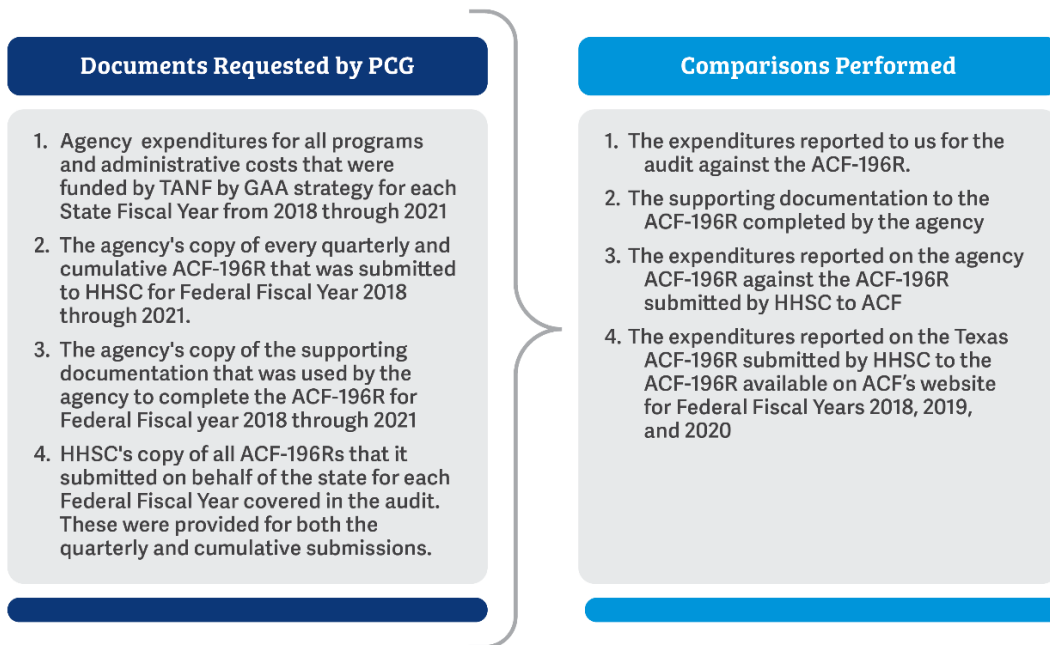 Documents Requested by PCG
1. Agency expenditures for all programs
and administrative costs that were
funded by TANF by GAA strategy for each
State Fiscal Year from 2018 through 2021
2. The agency's copy of every quarterly and
cumulative ACF-196R that was submitted
to HHSC for Federal Fiscal Year 2018
through 2021.
3. The agency's copy of the supporting
documentation that was used by the
agency to complete the ACF-196R for
Federal Fiscal year 2018 through 2021
4. HHSC's copy of all ACF-196Rs that it
submitted on behalf of the state for each
Federal Fiscal Year covered in the audit.
These were provided for both the
quarterly and cumulative submissions.
Comparisons Performed
1. The expenditures reported to us for the
audit against the ACF-196R.
2. The supporting documentation to the
ACF-196R completed by the agency
3. The expenditures reported on the agency
ACF-196R against the ACF-196R
submitted by HHSC to ACF
4. The expenditures reported on the Texas
ACF-196R submitted by HHSC to the
ACF-196R available on ACF’s website
for Federal Fiscal Years 2018, 2019,
and 2020